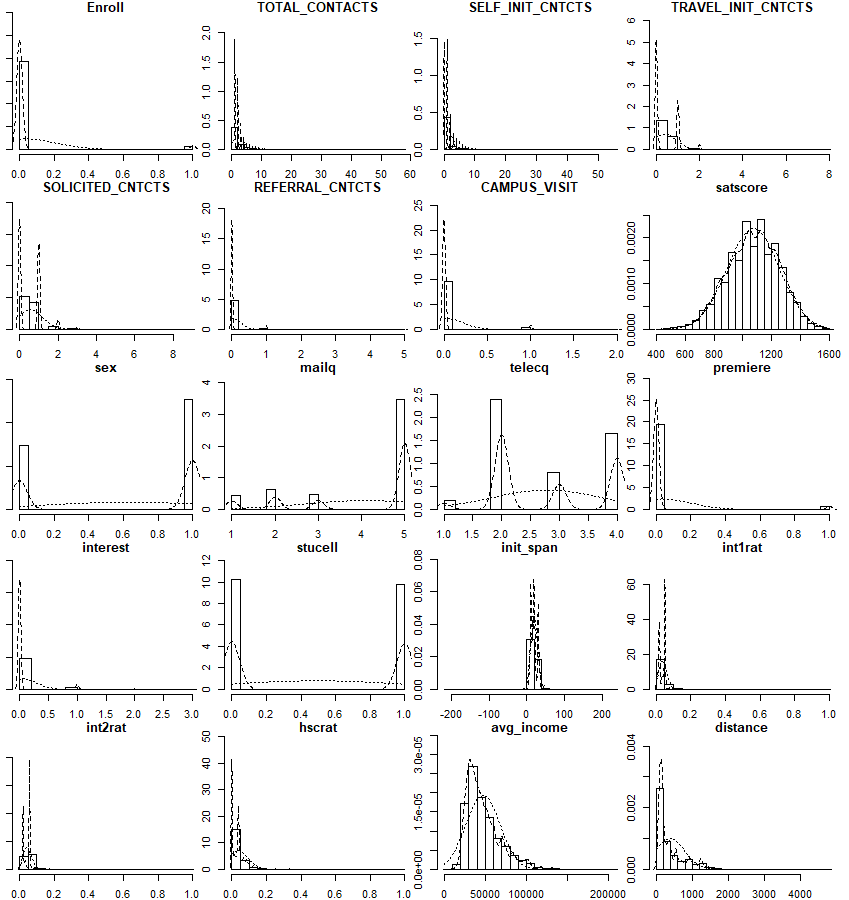 Enroll TOTAL_CONTACTS SELF_INIT_CNTCTS TRAVEL_INIT_CNTCTS
0.0 0.5 1.0 1.5 2.0
0.0 0.5 1.0 1.5
0 1 2 3 4 5 6
0.0 0.2 0.4 0.6 0.8 1.0
0 10 20 30 40 50 60
0 10 20 30 40 50
0 2 4 6 8
SOLICITED_CNTCTS REFERRAL_CNTCTS CAMPUS_VISIT satscore
0 5 10 15 20
0 5 10 15 20 25
0.0000 0.0010 0.0020
0 2 4 6 8
0 1 2 3 4 5
0.0 0.5 1.0 1.5 2.0
400 600 800 1200 1600
sex mailq telecq premiere
0 1 2 3 4
0.0 0.5 1.0 1.5 2.0 2.5
0 5 10 15 20 25 30
0.0 0.2 0.4 0.6 0.8 1.0
1 2 3 4 5
1.0 1.5 2.0 2.5 3.0 3.5 4.0
0.0 0.2 0.4 0.6 0.8 1.0
interest stucell init_span int1rat
0 2 4 6 8 10 12
0.00 0.02 0.04 0.06 0.08
0 20 40 60
0.0 0.5 1.0 1.5 2.0 2.5 3.0
0.0 0.2 0.4 0.6 0.8 1.0
-200 -100 0 100 200
0.0 0.2 0.4 0.6 0.8 1.0
int2rat hscrat avg_income distance
0 10 20 30 40 50
0.0e+00 1.5e-05 3.0e-05
0.000 0.002 0.004
0.0 0.2 0.4 0.6 0.8 1.0
0.0 0.2 0.4 0.6 0.8 1.0
0 50000 100000 200000
0 1000 2000 4000